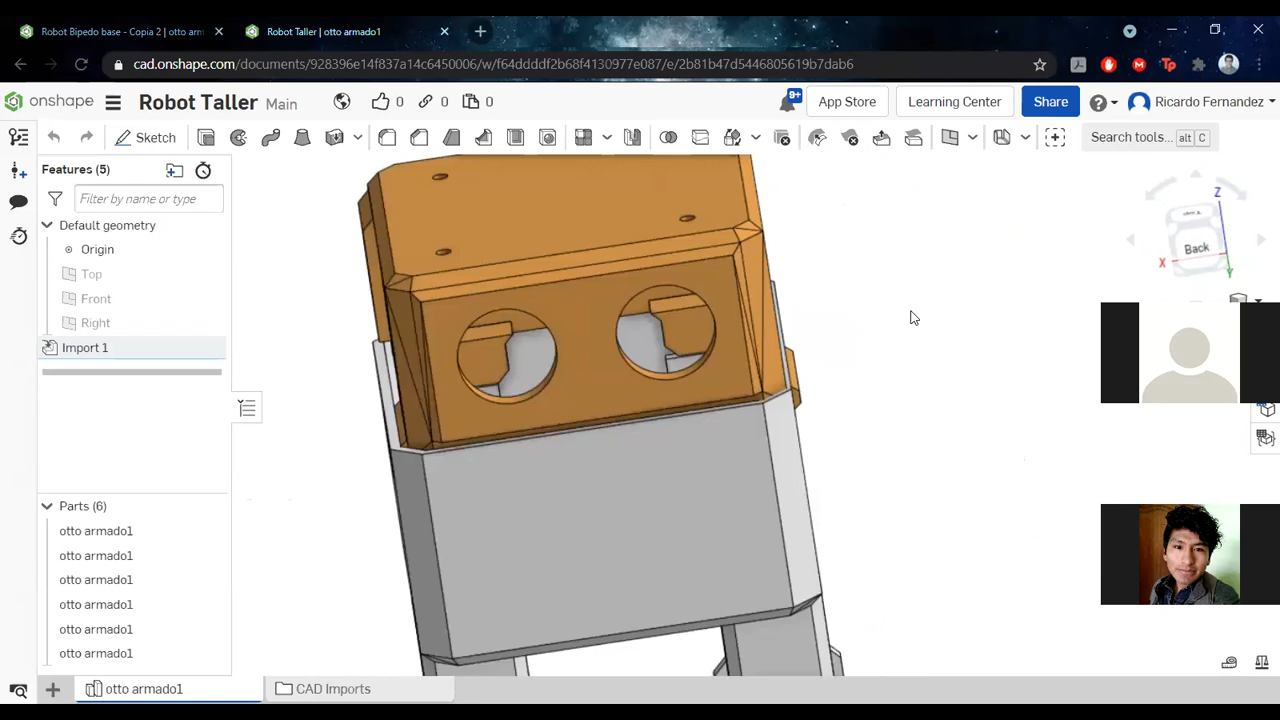 Robot Bipedo base - Copia 2 | otto arm
Robot Taller | otto armado1
cad.onshape.com/documents/928396e14f837a14c6450006/w/f64ddddf2b68f4130977e087/e/2b81b47d5446805619b7dab6
onshape
Robot Taller Main
0
0
0
9+
App Store
Learning Center
Share
Ricardo Fernandez
Sketch
Search tools... alt C
Features (5)
Filter by name or type
Default geometry
Origin
Top
Front
Right
Import 1
Z
Back
X
Y
Parts (6)
otto armado1
otto armado1
otto armado1
otto armado1
otto armado1
otto armado1
otto armado1
CAD Imports